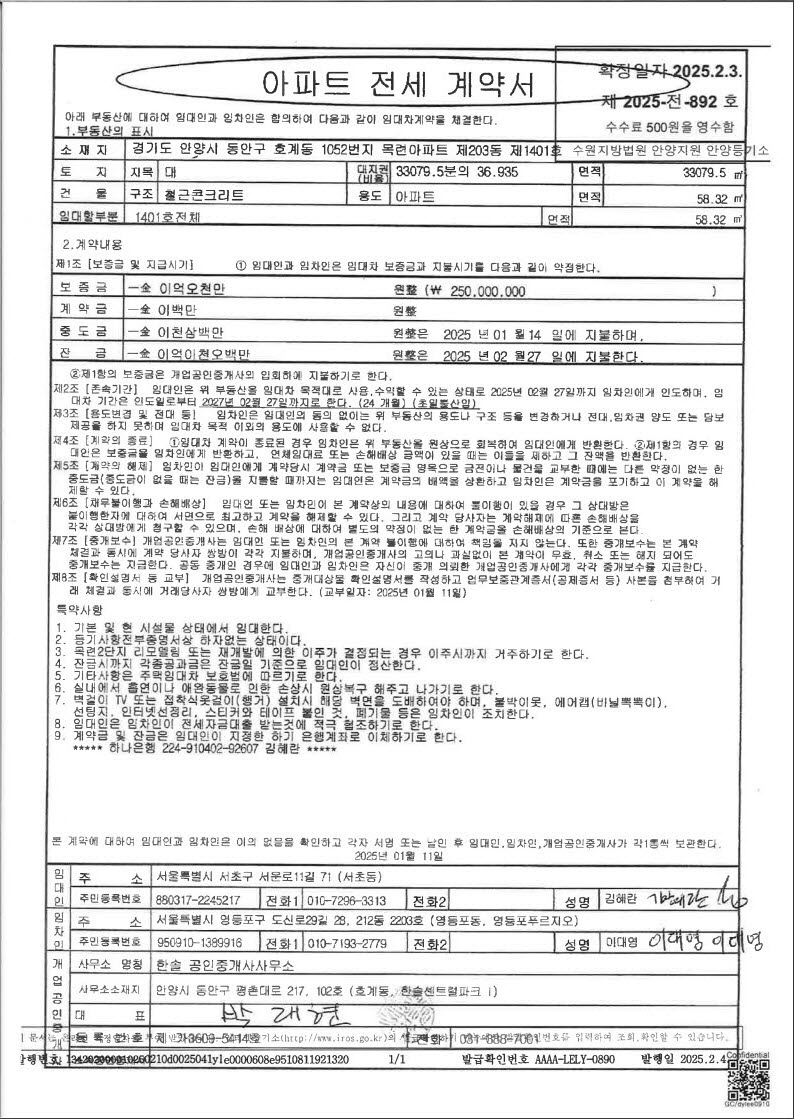 아파트 전세 계약서
확정일자 2025.2.3.
제 2025-전-892 호
수수료 500원을 영수함
수원지방법원 안양지원 안양등기소
아래 부동산에 대하여 임대인과 임차인은 합의하여 다음과 같이 임대차계약을 체결한다.
1.부동산의 표시
소 재 지 경기도 안양시 동안구 호계동 1052번지 목련아파트 제203동 제1401호
토 지 지목 대 대지권(비율) 33079.5분의 36.935 면적 33079.5 ㎡
건 물 구조 철근콘크리트 용도 아파트 면적 58.32 ㎡
임대할부분 1401호전체 면적 58.32 ㎡
2.계약내용
제1조 [보증금 및 지급시기] ① 임대인과 임차인은 임대차 보증금과 지불시기를 다음과 같이 약정한다.
보 증 금 一金 이억오천만 원整 (₩ 250,000,000 )
계 약 금 一金 이백만 원整
중 도 금 一金 이천삼백만 원整은 2025 년 01 월 14 일에 지불하며,
잔 금 一金 이억이천오백만 원整은 2025 년 02 월 27 일에 지불한다.
②제1항의 보증금은 개업공인중개사의 입회하에 지불하기로 한다.
제2조 [존속기간] 임대인은 위 부동산을 임대차 목적대로 사용,수익할 수 있는 상태로 2025년 02월 27일까지 임차인에게 인도하며, 임
대차 기간은 인도일로부터 2027년 02월 27일까지로 한다. (24 개월) (초일불산입)
제3조 [용도변경 및 전대 등] 임차인은 임대인의 동의 없이는 위 부동산의 용도나 구조 등을 변경하거나 전대,임차권 양도 또는 담보
제공을 하지 못하며 임대차 목적 이외의 용도에 사용할 수 없다.
제4조 [계약의 종료] ①임대차 계약이 종료된 경우 임차인은 위 부동산을 원상으로 회복하여 임대인에게 반환한다. ②제1항의 경우 임
대인은 보증금을 임차인에게 반환하고, 연체임대료 또는 손해배상 금액이 있을 때는 이들을 제하고 그 잔액을 반환한다.
제5조 [계약의 해제] 임차인이 임대인에게 계약당시 계약금 또는 보증금 명목으로 금전이나 물건을 교부한 때에는 다른 약정이 없는 한
중도금(중도금이 없을 때는 잔금)을 지불할 때까지는 임대인은 계약금의 배액을 상환하고 임차인은 계약금을 포기하고 이 계약을 해
제할 수 있다.
제6조 [채무불이행과 손해배상] 임대인 또는 임차인이 본 계약상의 내용에 대하여 불이행이 있을 경우 그 상대방은
불이행한자에 대하여 서면으로 최고하고 계약을 해제할 수 있다. 그리고 계약 당사자는 계약해제에 따른 손해배상을
각각 상대방에게 청구할 수 있으며, 손해 배상에 대하여 별도의 약정이 없는 한 계약금을 손해배상의 기준으로 본다.
제7조 [중개보수] 개업공인중개사는 임대인 또는 임차인의 본 계약 불이행에 대하여 책임을 지지 않는다. 또한 중개보수는 본 계약
체결과 동시에 계약 당사자 쌍방이 각각 지불하며, 개업공인중개사의 고의나 과실없이 본 계약이 무효, 취소 또는 해지 되어도
중개보수는 지급한다. 공동 중개인 경우에 임대인과 임차인은 자신이 중개 의뢰한 개업공인중개사에게 각각 중개보수를 지급한다.
제8조 [확인설명서 등 교부] 개업공인중개사는 중개대상물 확인설명서를 작성하고 업무보증관계증서(공제증서 등) 사본을 첨부하여 거
래 체결과 동시에 거래당사자 쌍방에게 교부한다. (교부일자: 2025년 01월 11일)
특약사항
1. 기본 및 현 시설물 상태에서 임대한다.
2. 등기사항전부증명서상 하자없는 상태이다.
3. 목련2단지 리모델링 또는 재개발에 의한 이주가 결정되는 경우 이주시까지 거주하기로 한다.
4. 잔금시까지 각종공과금은 잔금일 기준으로 임대인이 정산한다.
5. 기타사항은 주택임대차 보호법에 따르기로 한다.
6. 실내에서 흡연이나 애완동물로 인한 손상시 원상복구 해주고 나가기로 한다.
7. 벽걸이 TV 또는 접착식옷걸이(행거) 설치시 해당 벽면을 도배하여야 하며, 붙박이옷, 에어캡(비닐뽁뽁이),
선팅지, 인터넷선정리, 스티커와 테이프 붙인 것, 폐기물 등은 임차인이 조치한다.
8. 임대인은 임차인이 전세자금대출 받는것에 적극 협조하기로 한다.
9. 계약금 및 잔금은 임대인이 지정한 하기 은행계좌로 이체하기로 한다.
***** 하나은행 224-910402-92607 김혜란 *****
본 계약에 대하여 임대인과 임차인은 이의 없음을 확인하고 각자 서명 또는 날인 후 임대인,임차인,개업공인중개사가 각1통씩 보관한다.
2025년 01월 11일
임대인 주 소 서울특별시 서초구 서운로11길 71 (서초동)
주민등록번호 880317-2245217 전화1 010-7296-3313 전화2 성명 김혜란 김혜란
임차인 주 소 서울특별시 영등포구 도신로29길 28, 212동 2203호 (영등포동, 영등포푸르지오)
주민등록번호 950910-1389916 전화1 010-7193-2779 전화2 성명 이대영 이대영 이대영
개업공인중개 사무소 명칭 한솔 공인중개사사무소
사무소소재지 안양시 동안구 평촌대로 217, 102호 (호계동, 한솔센트럴파크 Ⅰ)
대 표 박 래현
등 록 번 호 제 가3609-5414호 전화 031-888-7001
(http://www.iros.go.kr)의 발급확인번호를 입력하여 조회,확인할 수 있습니다.
발행번호 1/1 발급확인번호 AAAA-LELY-0890 발행일 2025.2.4
Confidential
GC/dylee0910